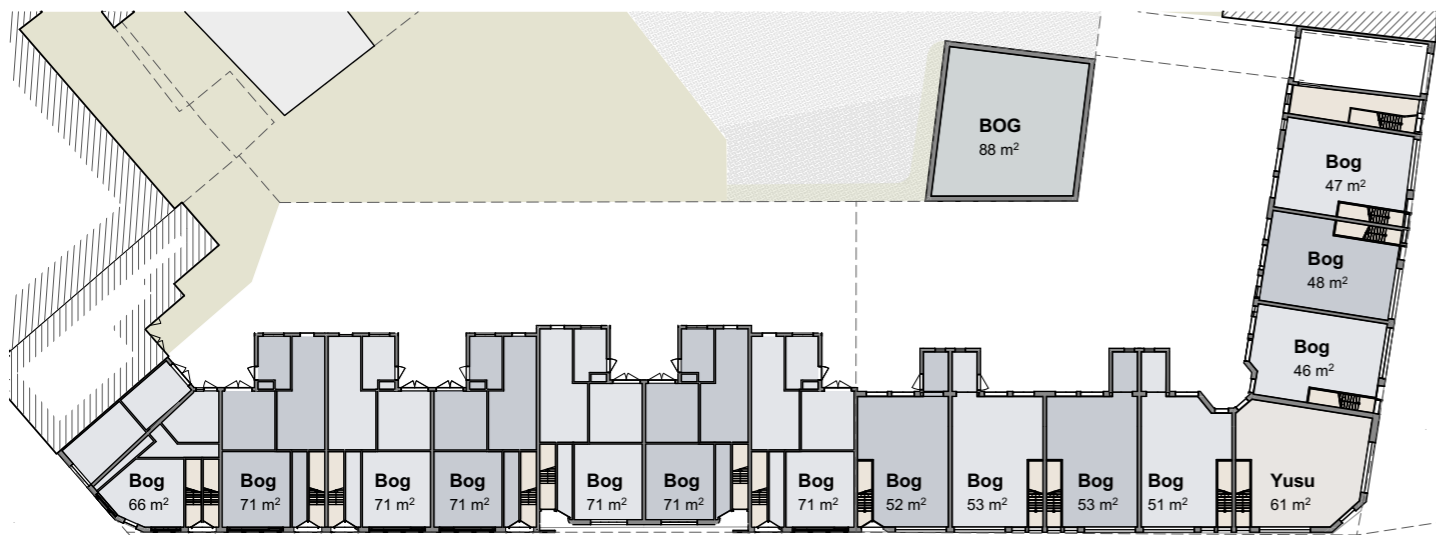 BOG
88 m²
Bog
47 m²
Bog
48 m²
Bog
46 m²
Bog
66 m²
Bog
71 m²
Bog
71 m²
Bog
71 m²
Bog
71 m²
Bog
71 m²
Bog
71 m²
Bog
52 m²
Bog
53 m²
Bog
53 m²
Bog
51 m²
Yusu
61 m²